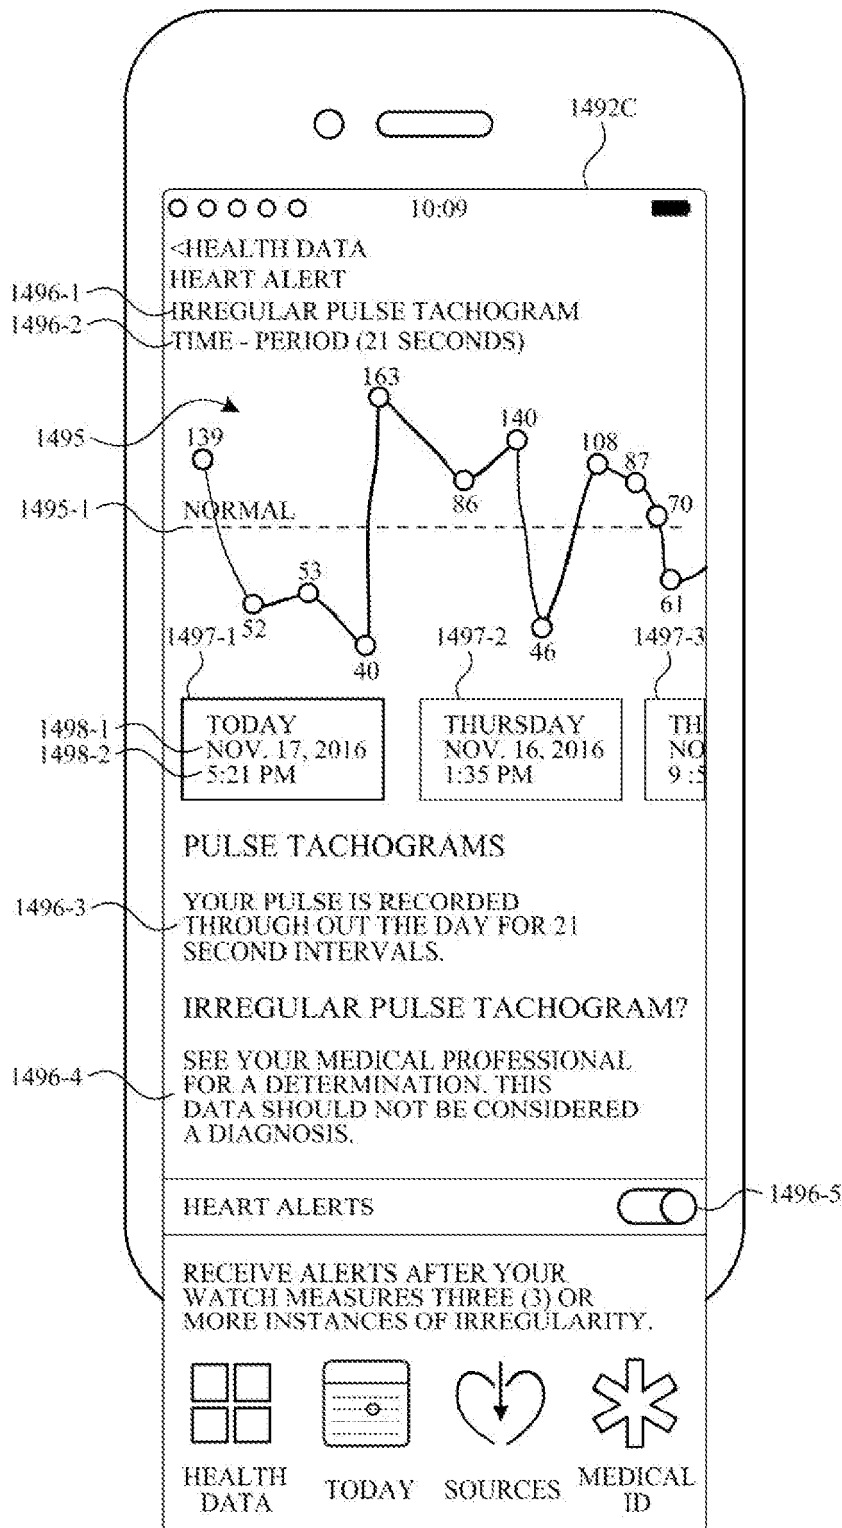 1492C
10:09
<HEALTH DATA
HEART ALERT
1496-1
IRREGULAR PULSE TACHOGRAM
1496-2
TIME - PERIOD (21 SECONDS)
163
1495
139
140
108
87
86
70
1495-1
NORMAL
53
52
61
40
46
1497-1
1497-2
1497-3
1498-1
1498-2
TODAY
NOV. 17, 2016
5:21 PM
THURSDAY
NOV. 16, 2016
1:35 PM
TH
NO
9 :5
PULSE TACHOGRAMS
1496-3
YOUR PULSE IS RECORDED
THROUGH OUT THE DAY FOR 21
SECOND INTERVALS.
IRREGULAR PULSE TACHOGRAM?
1496-4
SEE YOUR MEDICAL PROFESSIONAL
FOR A DETERMINATION. THIS
DATA SHOULD NOT BE CONSIDERED
A DIAGNOSIS.
HEART ALERTS
1496-5
RECEIVE ALERTS AFTER YOUR
WATCH MEASURES THREE (3) OR
MORE INSTANCES OF IRREGULARITY.
HEALTH
DATA
TODAY
SOURCES
MEDICAL
ID